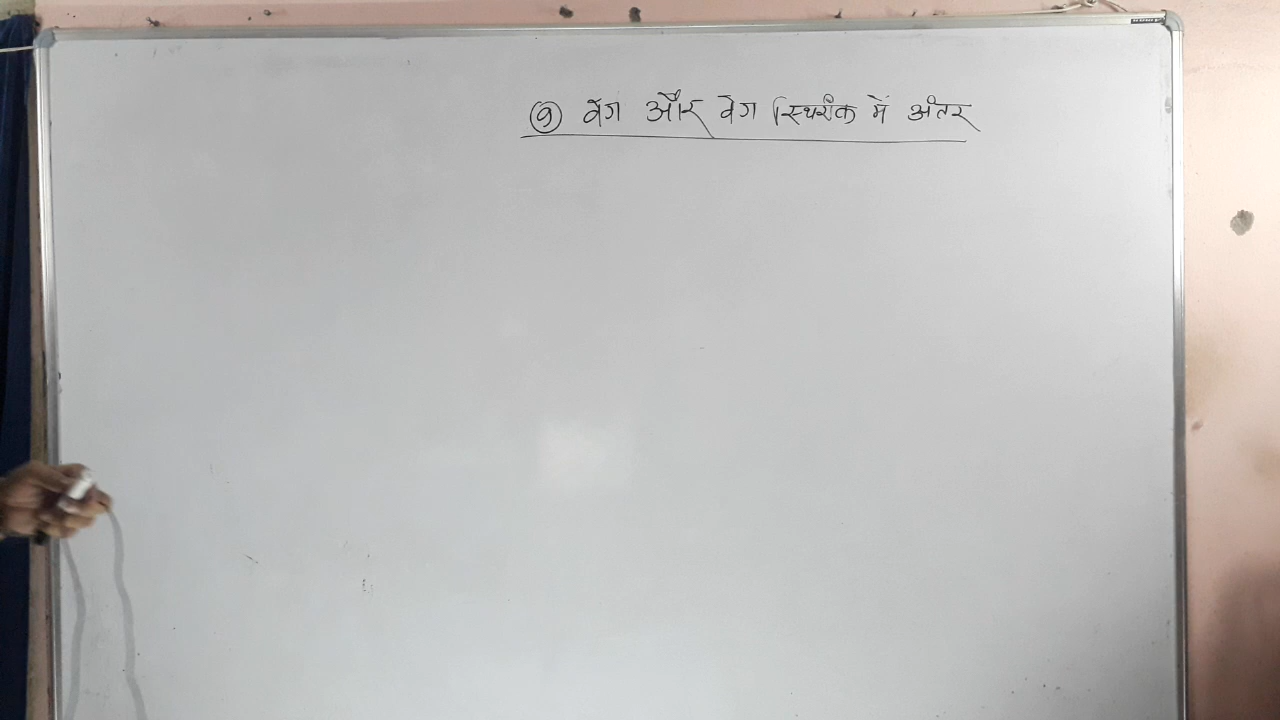 (9) वेग और वेग स्थिरांक में अंतर